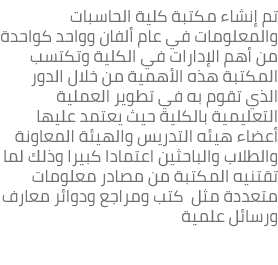 تم إنشاء مكتبة كلية الحاسبات
والمعلومات في عام ألفان وواحد كواحدة
من أهم الإدارات في الكلية وتكتسب
المكتبة هذه الأهمية من خلال الدور
الذي تقوم به في تطوير العملية
التعليمية بالكلية حيث يعتمد عليها
أعضاء هيئه التدريس والهيئة المعاونة
والطلاب والباحثين اعتمادا كبيرا وذلك لما
تقتنيه المكتبة من مصادر معلومات
متعددة مثل كتب ومراجع ودوائر معارف
ورسائل علمية